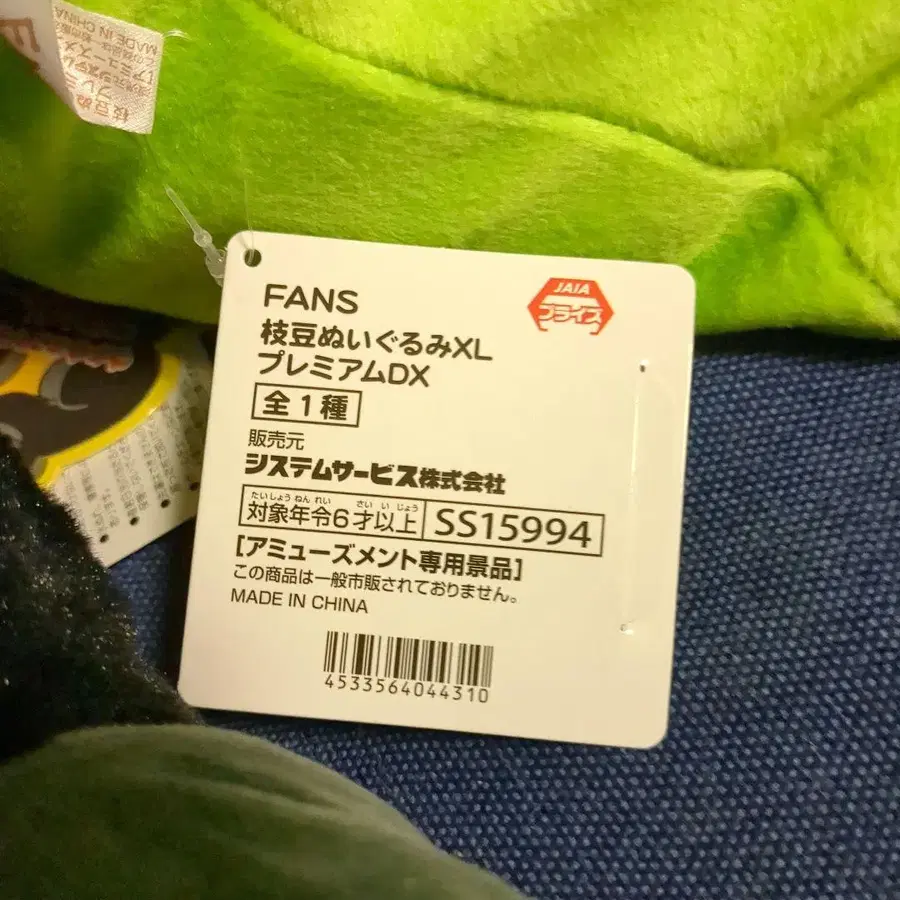 FANS
枝豆ぬいぐるみXL
プレミアムDX
全1種
販売元
システムサービス株式会社
たいしょうねんれい さいいじょう
対象年令6才以上 SS15994
[アミューズメント専用景品]
この商品は一般市販されておりません。
MADE IN CHINA
4533564044310
JAIA
プライズ
MADE IN CHINA